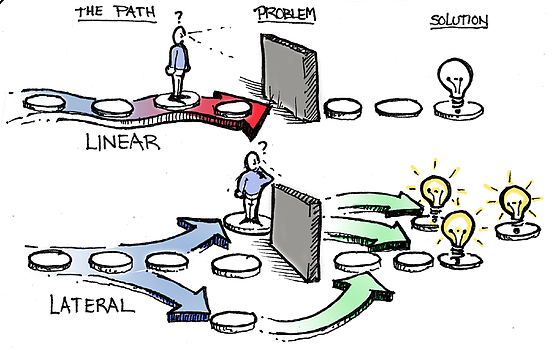 THE PATH
PROBLEM
SOLUTION
?
LINEAR
?
LATERAL